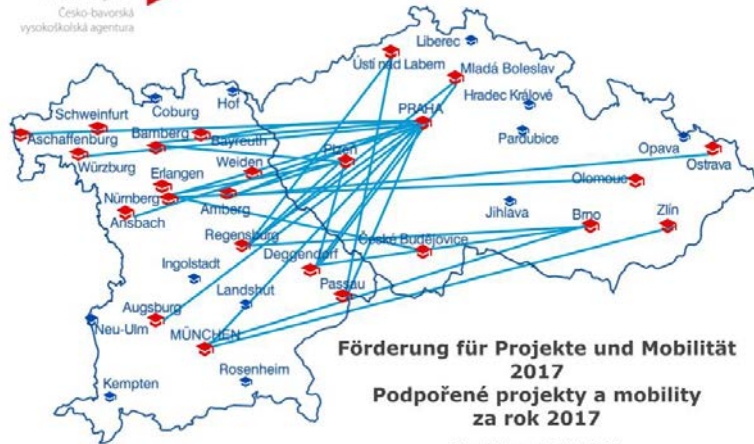 Česko-bavorská
vysokoškolská agentura
Liberec
Ústí nad Labem
Mladá Boleslav
Hof
Coburg
Hradec Králové
Schweinfurt
PRAHA
Aschaffenburg
Bamberg
Bayreuth
Pardubice
Opava
Plzeň
Ostrava
Würzburg
Weiden
Erlangen
Olomouc
Nürnberg
Amberg
Ansbach
Jihlava
Brno
Zlín
Regensburg
České Budějovice
Deggendorf
Ingolstadt
Passau
Landshut
Augsburg
Neu-Ulm
MÜNCHEN
Rosenheim
Kempten
Förderung für Projekte und Mobilität
2017
Podpořené projekty a mobility
za rok 2017